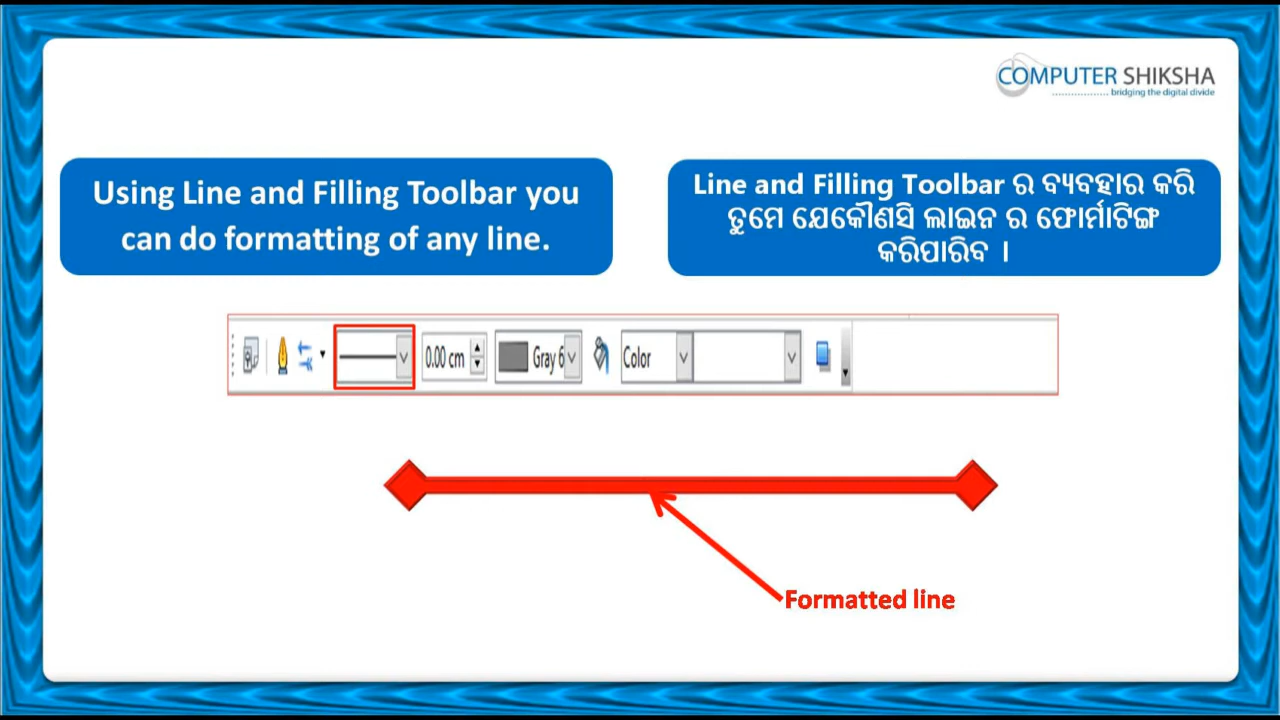 COMPUTER SHIKSHA
bridging the digital divide
Using Line and Filling Toolbar you
can do formatting of any line.
Line and Filling Toolbar ର ବ୍ୟବହାର କରି
ତୁମେ ଯେକୌଣସି ଲାଇନ ର ଫୋର୍ମାଟିଙ୍ଗ
କରିପାରିବ ।
0.00 cm Gray 6 Color
Formatted line